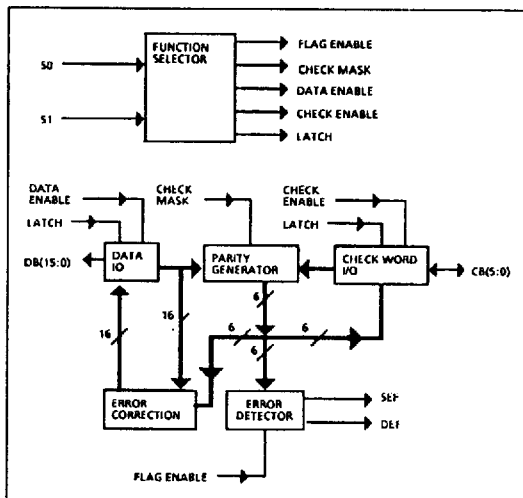 FUNCTION
SELECTOR
S0
S1
FLAG ENABLE
CHECK MASK
DATA ENABLE
CHECK ENABLE
LATCH
DATA
ENABLE
LATCH
CHECK
MASK
CHECK
ENABLE
LATCH
DB(15:0)
DATA
IO
PARITY
GENERATOR
CHECK WORD
I/O
CB(5:0)
6
16
16
6
6
6
ERROR
CORRECTION
ERROR
DETECTOR
SEF
DEF
FLAG ENABLE